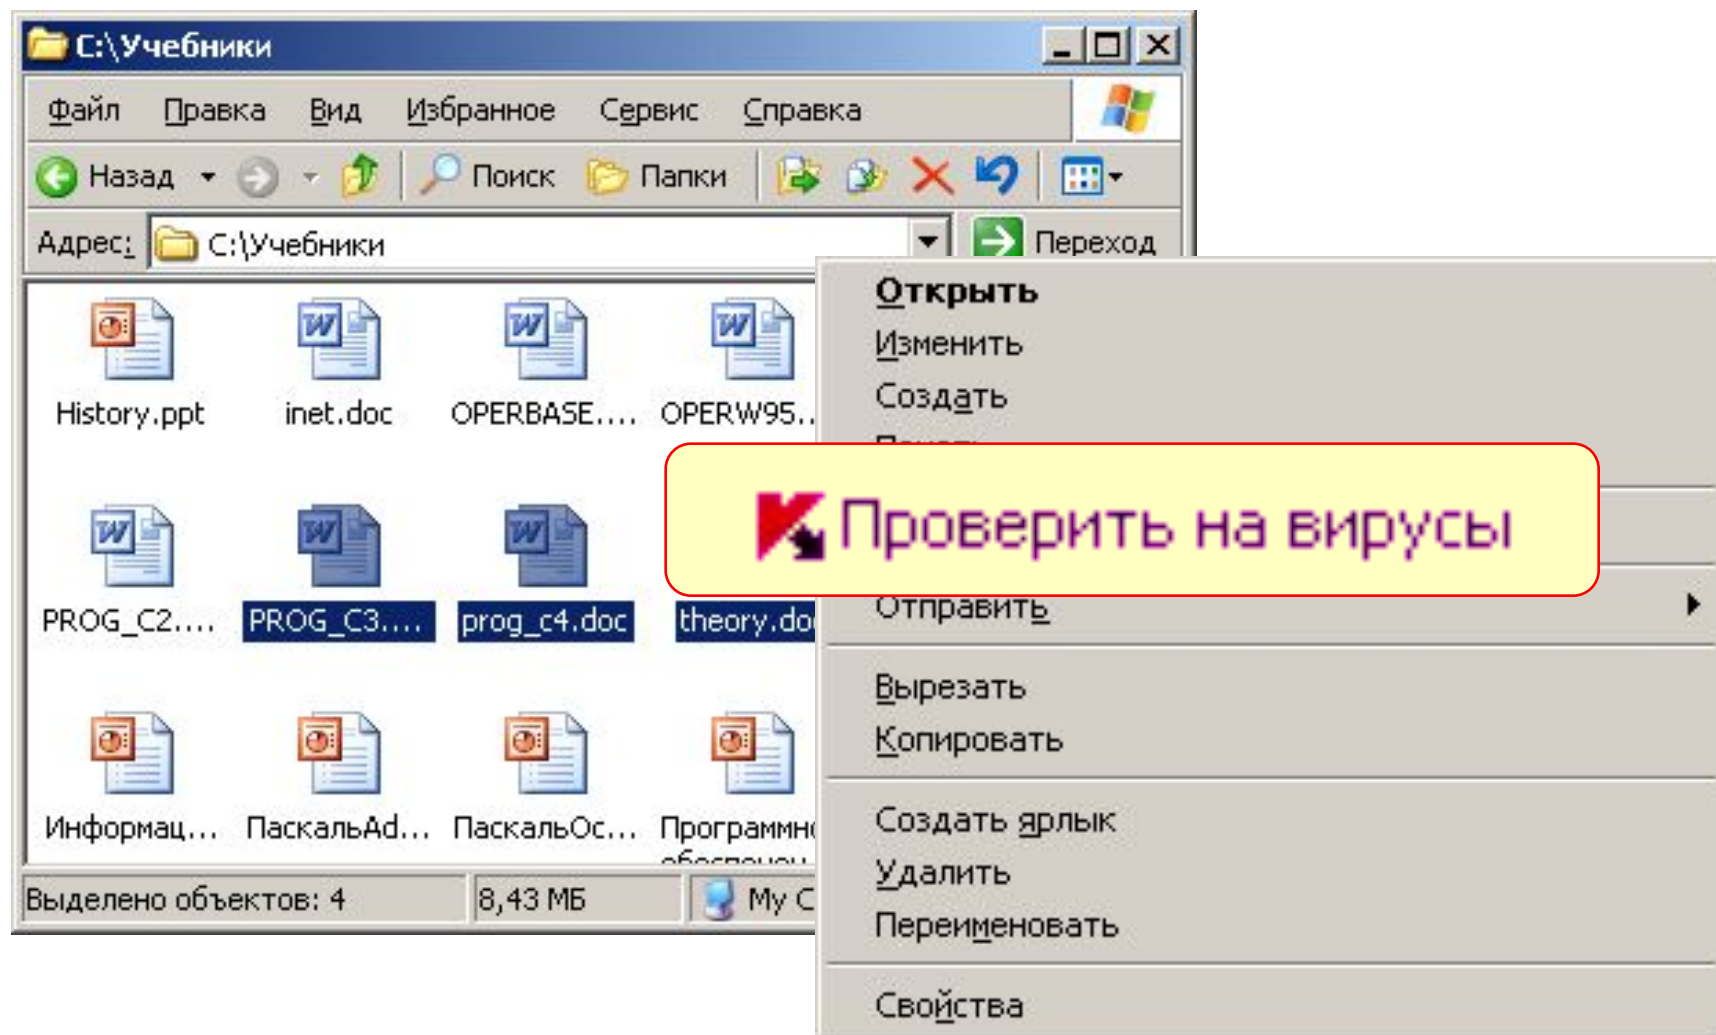 C:\Учебники
Файл Правка Вид Избранное Сервис Справка
Назад Поиск Папки
Адрес: C:\Учебники Переход
History.ppt inet.doc OPERBASE.... OPERW95..
PROG_C2.... PROG_C3.... prog_c4.doc theory.do
Информац... ПаскальAd... ПаскальОс... Программн
Выделено объектов: 4 8,43 МБ My C
Открыть
Изменить
Создать
Проверить на вирусы
Отправить
Вырезать
Копировать
Создать ярлык
Удалить
Переименовать
Свойства